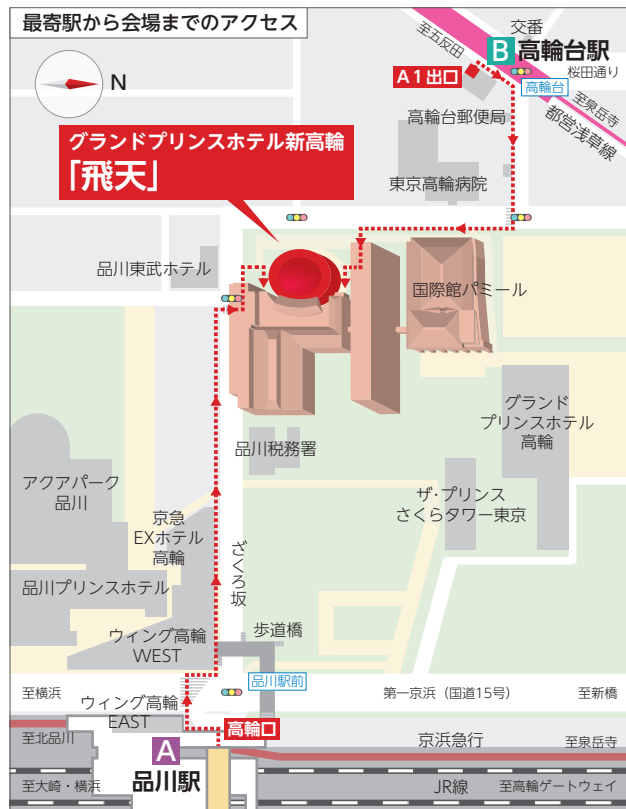 最寄駅から会場までのアクセス
N
至五反田
交番
B 高輪台駅
桜田通り
A1出口
高輪台
至泉岳寺
都営浅草線
高輪台郵便局
グランドプリンスホテル新高輪
「飛天」
東京高輪病院
品川東武ホテル
国際館パミール
グランド
プリンスホテル
高輪
品川税務署
アクアパーク
品川
ザ・プリンス
さくらタワー東京
京急
EXホテル
高輪
ざくろ坂
品川プリンスホテル
歩道橋
ウィング高輪
WEST
品川駅前
至横浜
ウィング高輪
EAST
第一京浜（国道15号）
至新橋
高輪口
至北品川
京浜急行
至泉岳寺
A
品川駅
至大崎・横浜
JR線
至高輪ゲートウェイ